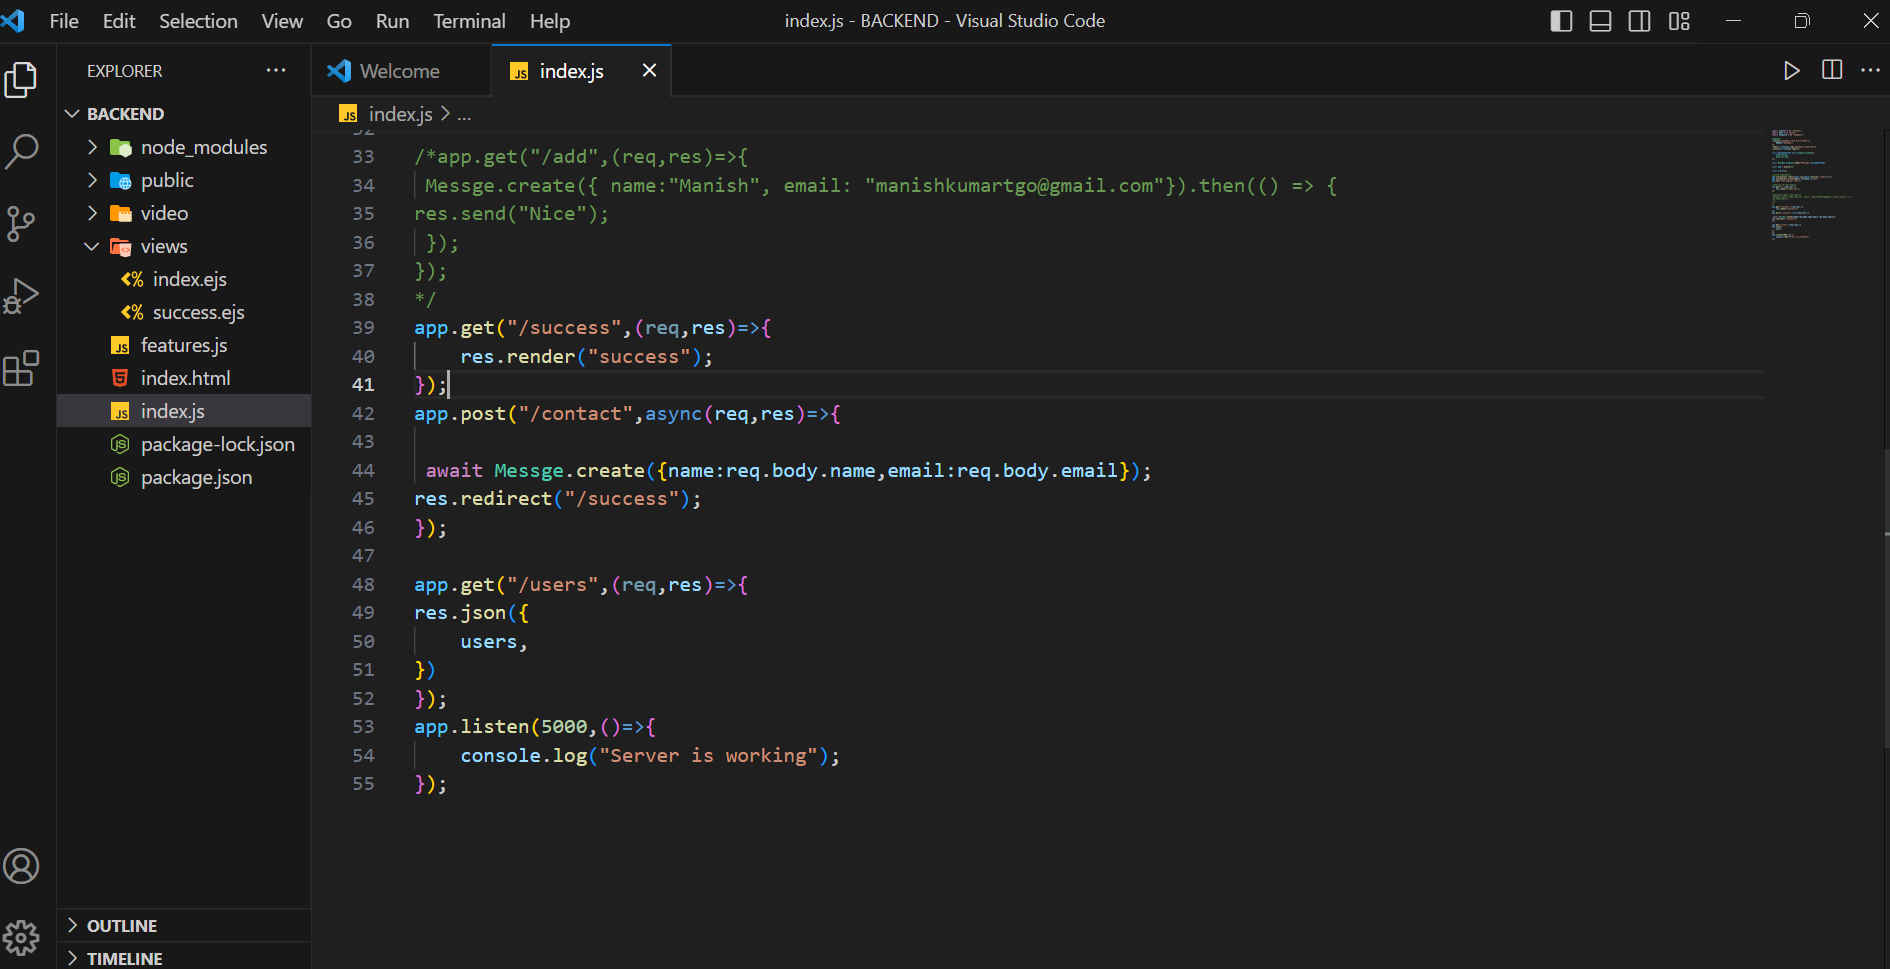 File Edit Selection View Go Run Terminal Help
index.js - BACKEND - Visual Studio Code
EXPLORER
Welcome
index.js
BACKEND
node_modules
public
video
views
index.ejs
success.ejs
features.js
index.html
index.js
package-lock.json
package.json
OUTLINE
TIMELINE
index.js > ...
32
33 /*app.get("/add",(req,res)=>{
34  Messge.create({ name:"Manish", email: "manishkumartgo@gmail.com"}).then(() => {
35 res.send("Nice");
36  });
37 });
38 */
39 app.get("/success",(req,res)=>{
40     res.render("success");
41 });
42 app.post("/contact",async(req,res)=>{
43
44  await Messge.create({name:req.body.name,email:req.body.email});
45 res.redirect("/success");
46 });
47
48 app.get("/users",(req,res)=>{
49 res.json({
50     users,
51 })
52 });
53 app.listen(5000,()=>{
54     console.log("Server is working");
55 });